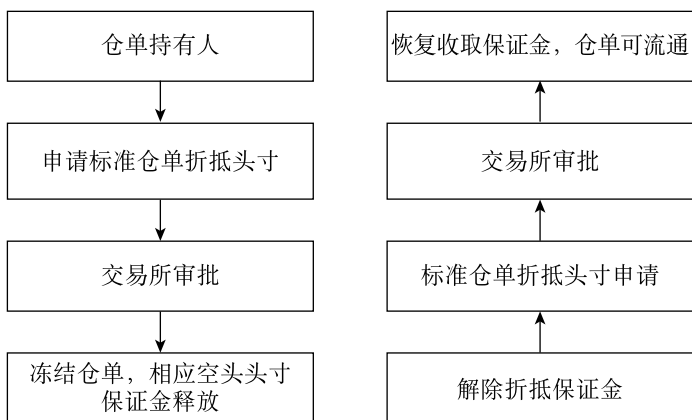 仓单持有人
申请标准仓单折抵头寸
交易所审批
冻结仓单，相应空头头寸
保证金释放
恢复收取保证金，仓单可流通
交易所审批
标准仓单折抵头寸申请
解除折抵保证金